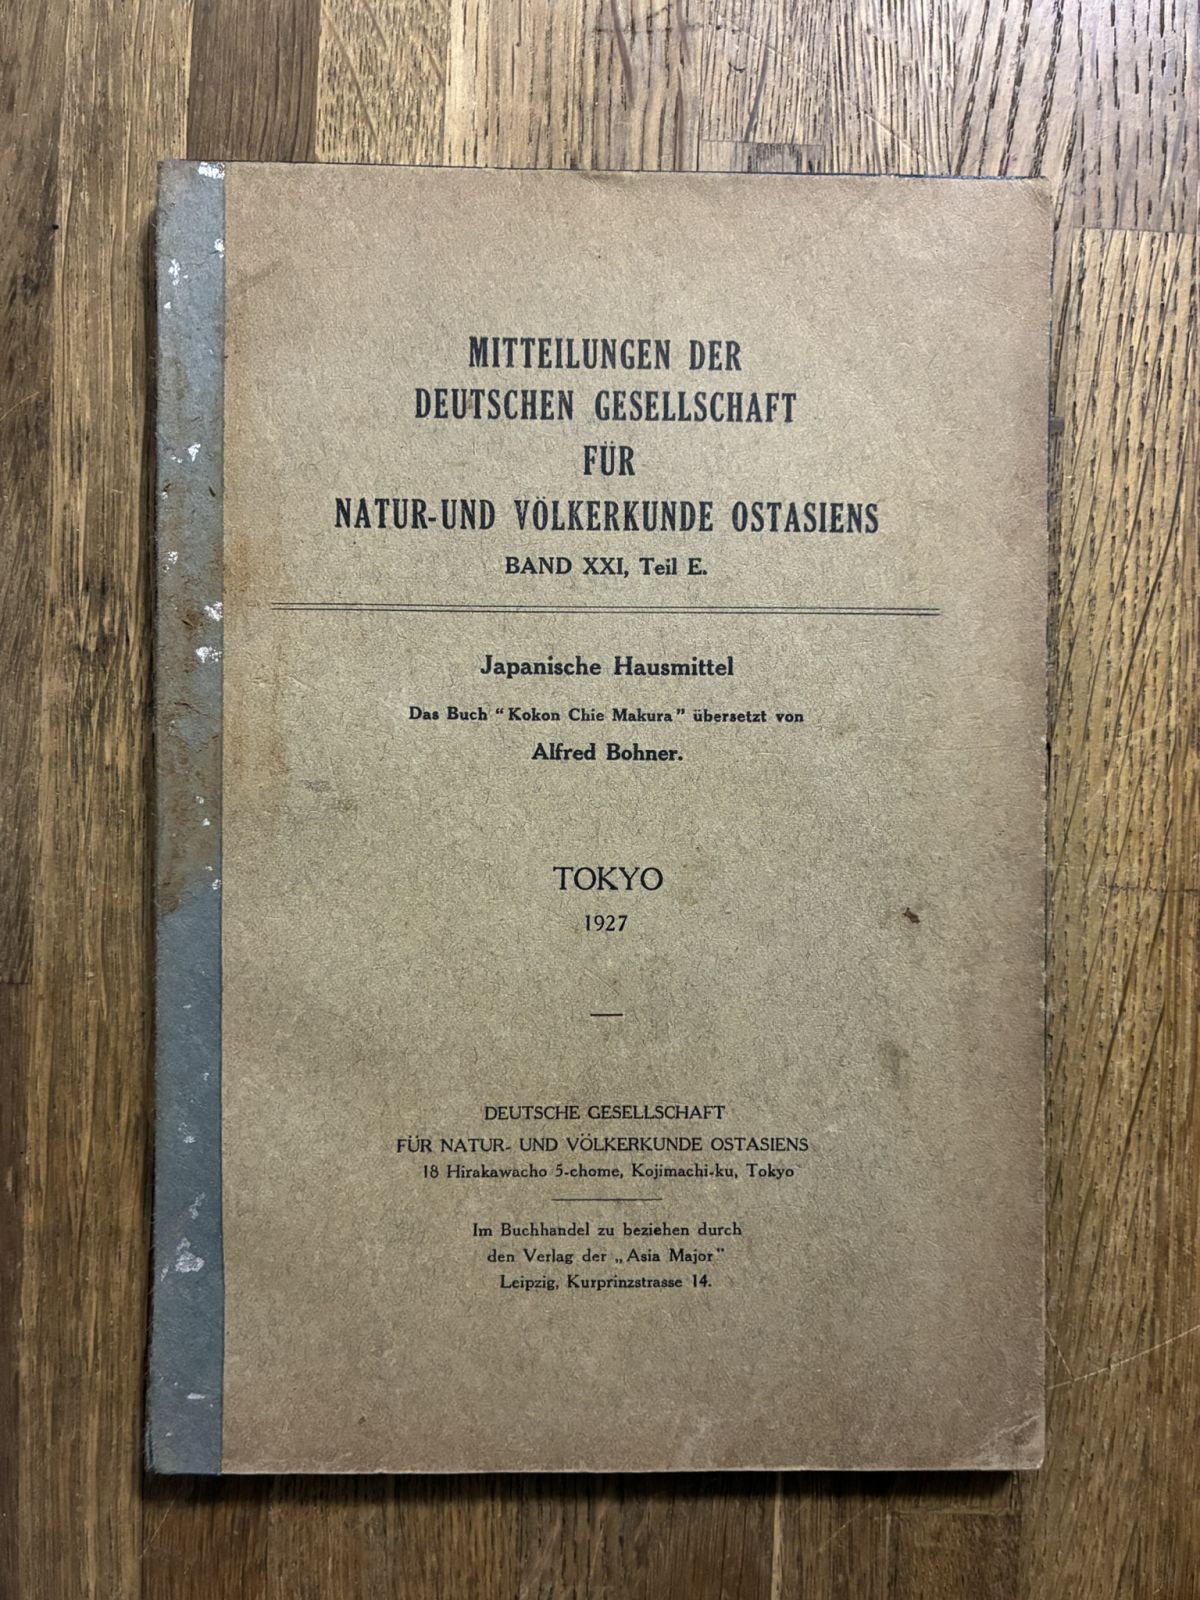 MITTEILUNGEN DER
DEUTSCHEN GESELLSCHAFT
FÜR
NATUR-UND VÖLKERKUNDE OSTASIENS
BAND XXI, Teil E.
Japanische Hausmittel
Das Buch "Kokon Chie Makura" übersetzt von
Alfred Bohner.
TOKYO
1927
DEUTSCHE GESELLSCHAFT
FÜR NATUR- UND VÖLKERKUNDE OSTASIENS
18 Hirakawacho 5-chome, Kojimachi-ku, Tokyo
Im Buchhandel zu beziehen durch
den Verlag der „Asia Major"
Leipzig, Kurprinzstrasse 14.